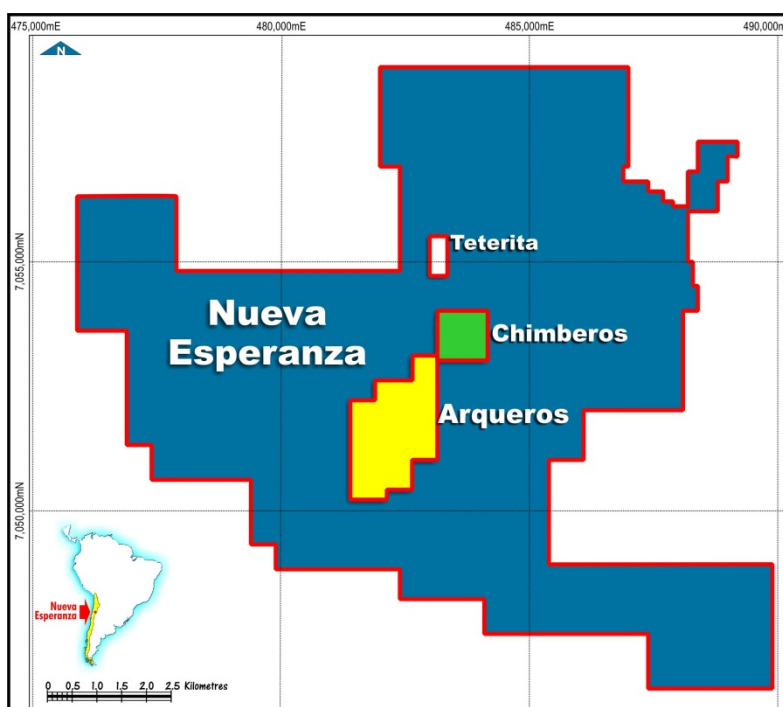 475,000mE 480,000mE 485,000mE 490,000mE
N
Teterita
7,055,000mN
Nueva
Esperanza
Chimberos
Arqueros
7,050,000mN
Nueva
Esperanza
0 0.5 1.0 1.5 2.0 2.5 Kilometres